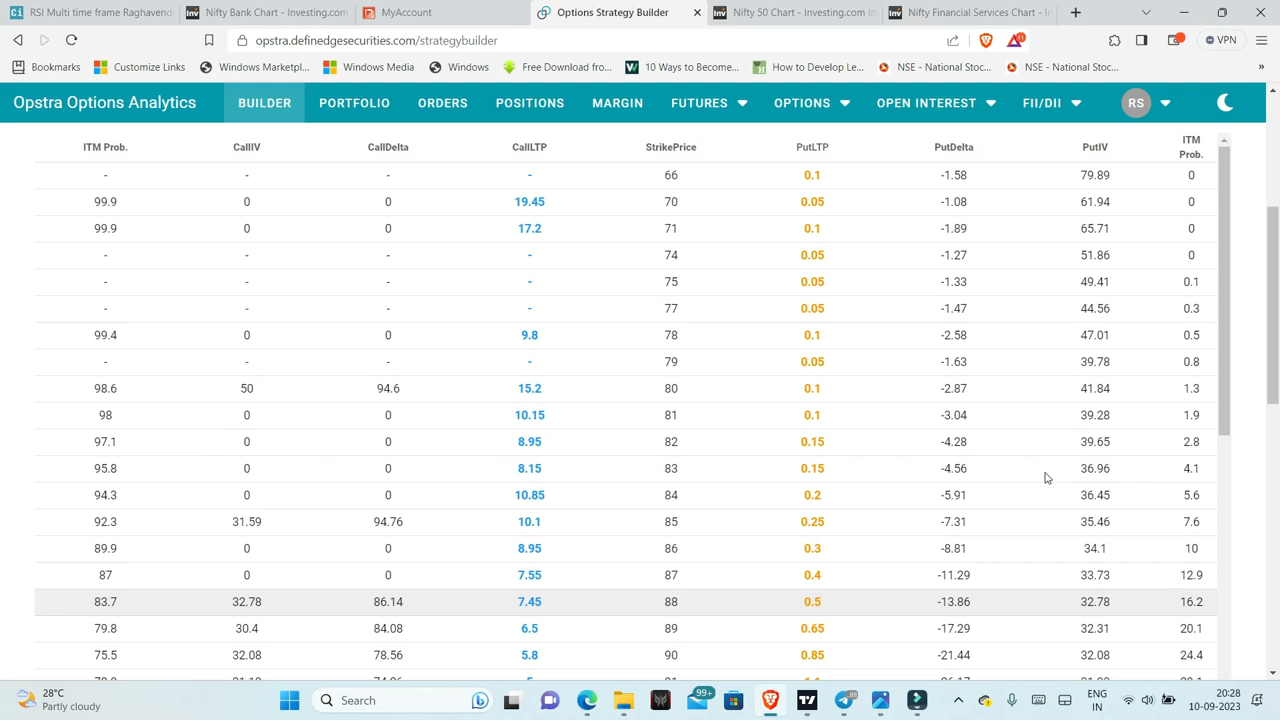 RSI Multi time frame Raghavend
Nifty Bank Chart - Investing.com
MyAccount
Options Strategy Builder
Nifty 50 Chart - Investing.com In
Nifty Financial Services Chart - In
opstra.definedgesecurities.com/strategybuilder
11
VPN
Bookmarks
Customize Links
Windows Marketpl...
Windows Media
Windows
Free Download fro...
10 Ways to Become...
How to Develop Le...
NSE - National Stoc...
NSE - National Stoc...
»
Opstra Options Analytics
BUILDER
PORTFOLIO
ORDERS
POSITIONS
MARGIN
FUTURES
OPTIONS
OPEN INTEREST
FII/DII
RS
ITM Prob. CallIV CallDelta CallLTP StrikePrice PutLTP PutDelta PutIV ITM Prob.
- - - - 66 0.1 -1.58 79.89 0
99.9 0 0 19.45 70 0.05 -1.08 61.94 0
99.9 0 0 17.2 71 0.1 -1.89 65.71 0
- - - - 74 0.05 -1.27 51.86 0
- - - - 75 0.05 -1.33 49.41 0.1
- - - - 77 0.05 -1.47 44.56 0.3
99.4 0 0 9.8 78 0.1 -2.58 47.01 0.5
- - - - 79 0.05 -1.63 39.78 0.8
98.6 50 94.6 15.2 80 0.1 -2.87 41.84 1.3
98 0 0 10.15 81 0.1 -3.04 39.28 1.9
97.1 0 0 8.95 82 0.15 -4.28 39.65 2.8
95.8 0 0 8.15 83 0.15 -4.56 36.96 4.1
94.3 0 0 10.85 84 0.2 -5.91 36.45 5.6
92.3 31.59 94.76 10.1 85 0.25 -7.31 35.46 7.6
89.9 0 0 8.95 86 0.3 -8.81 34.1 10
87 0 0 7.55 87 0.4 -11.29 33.73 12.9
83.7 32.78 86.14 7.45 88 0.5 -13.86 32.78 16.2
79.8 30.4 84.08 6.5 89 0.65 -17.29 32.31 20.1
75.5 32.08 78.56 5.8 90 0.85 -21.44 32.08 24.4
28°C
Partly cloudy
Search
99+
ENG
IN
20:28
10-09-2023